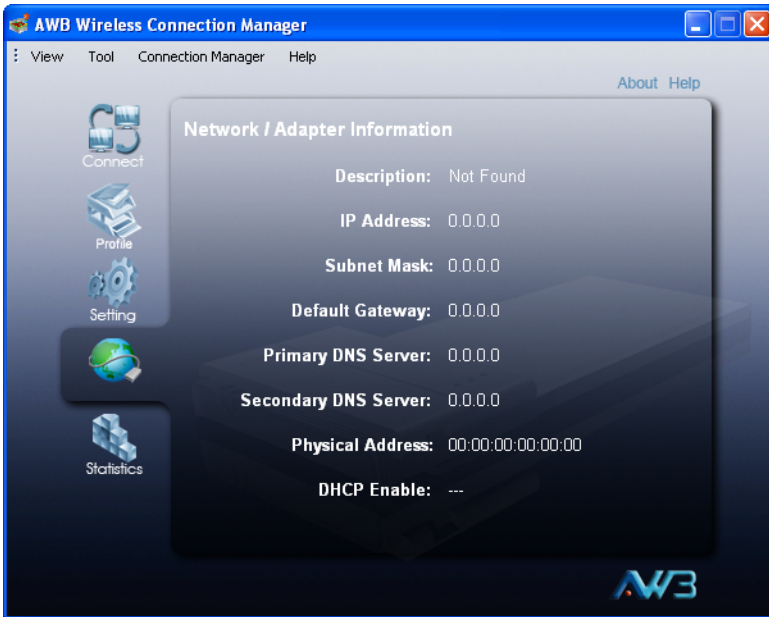 AWB Wireless Connection Manager
View Tool Connection Manager Help
About Help
Connect
Profile
Setting
Statistics
Network / Adapter Information
Description: Not Found
IP Address: 0.0.0.0
Subnet Mask: 0.0.0.0
Default Gateway: 0.0.0.0
Primary DNS Server: 0.0.0.0
Secondary DNS Server: 0.0.0.0
Physical Address: 00:00:00:00:00:00
DHCP Enable: ---
AWB